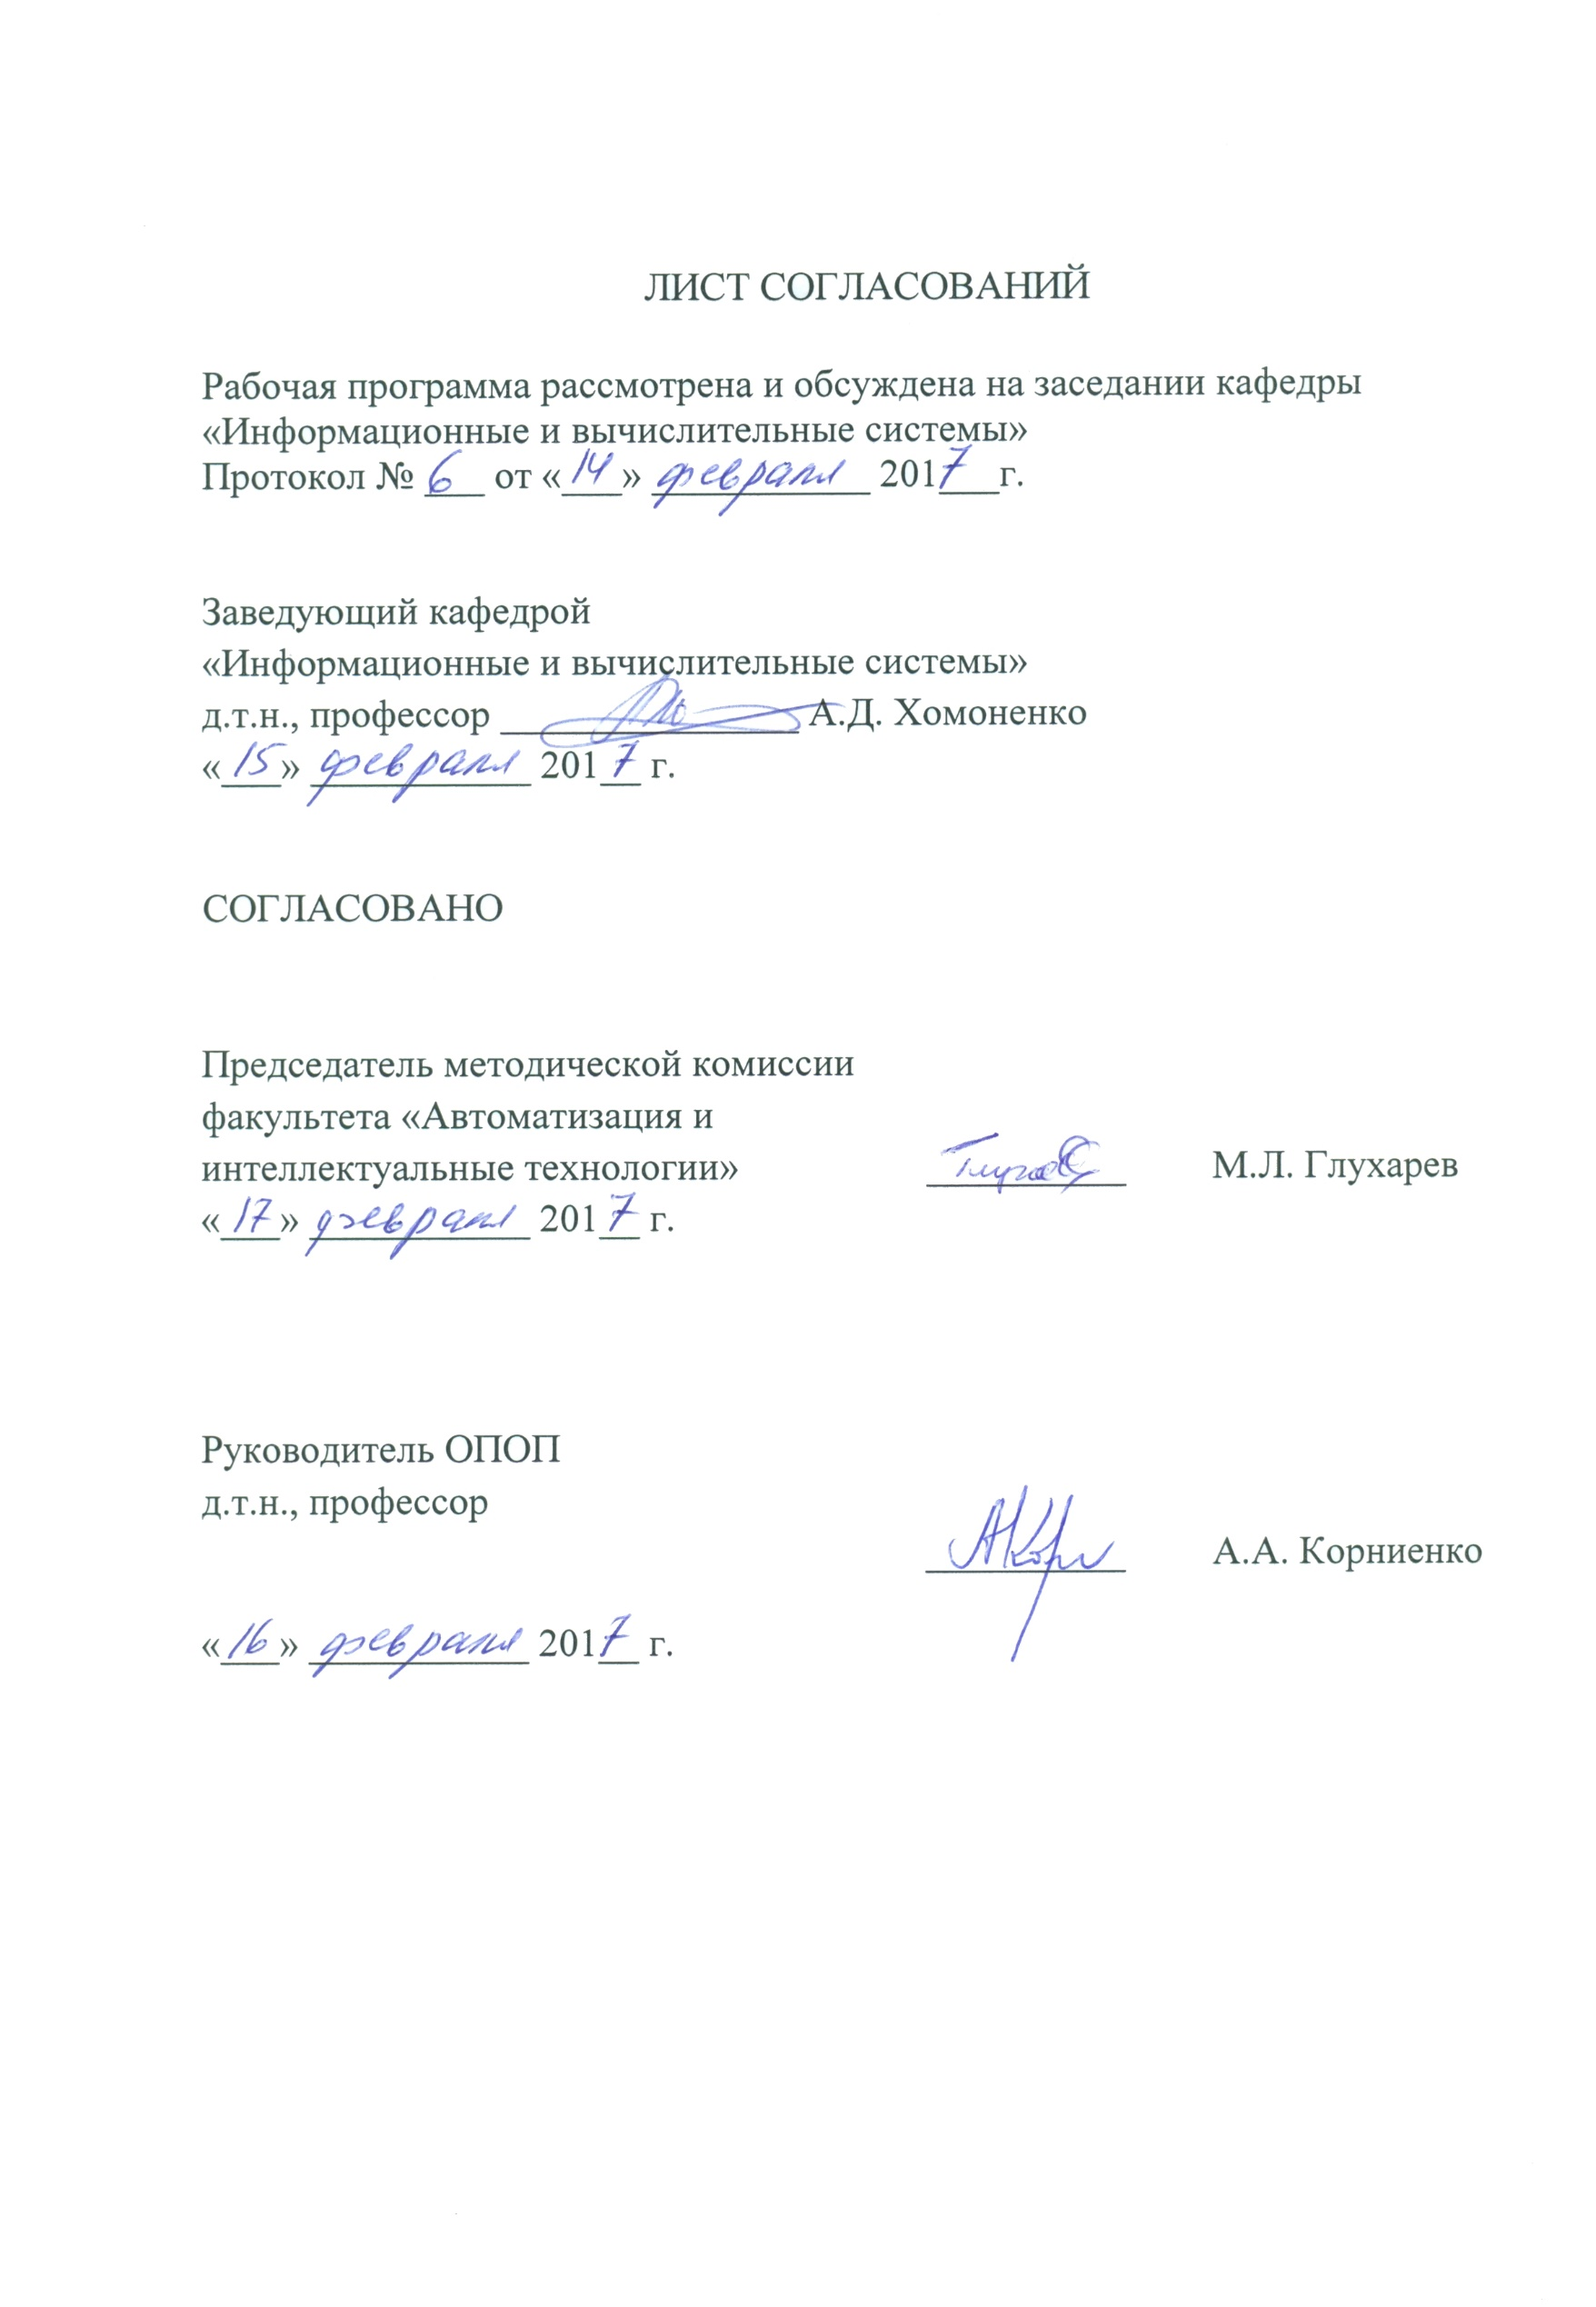 ЛИСТ СОГЛАСОВАНИЙ
Рабочая программа рассмотрена и обсуждена на заседании кафедры
«Информационные и вычислительные системы»
Протокол № 6 от «14» февраля 2017 г.
Заведующий кафедрой
«Информационные и вычислительные системы»
д.т.н., профессор А.Д. Хомоненко
«15» февраля 2017 г.
СОГЛАСОВАНО
Председатель методической комиссии
факультета «Автоматизация и
интеллектуальные технологии» М.Л. Глухарев
«17» февраля 2017 г.
Руководитель ОПОП
д.т.н., профессор
А.А. Корниенко
«16» февраля 2017 г.